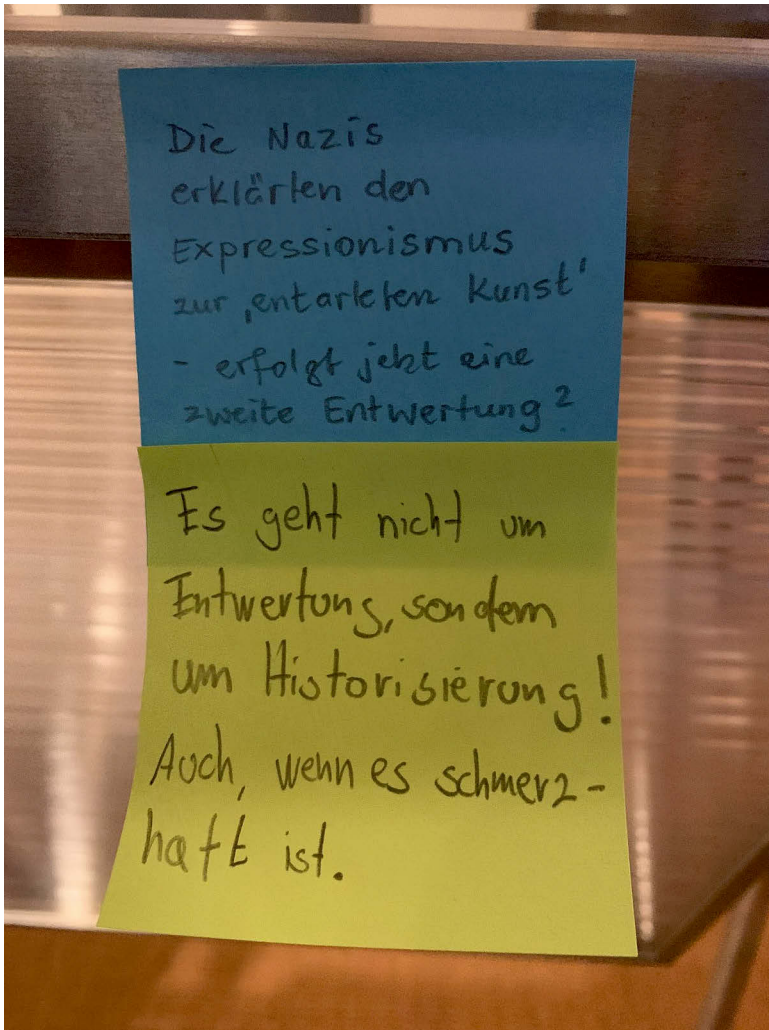 Die Nazis
erklärten den
Expressionismus
zur ‚entarteten Kunst'
- erfolgt jetzt eine
zweite Entwertung?
Es geht nicht um
Entwertung, sondern
um Historisierung!
Auch, wenn es schmerz-
haft ist.